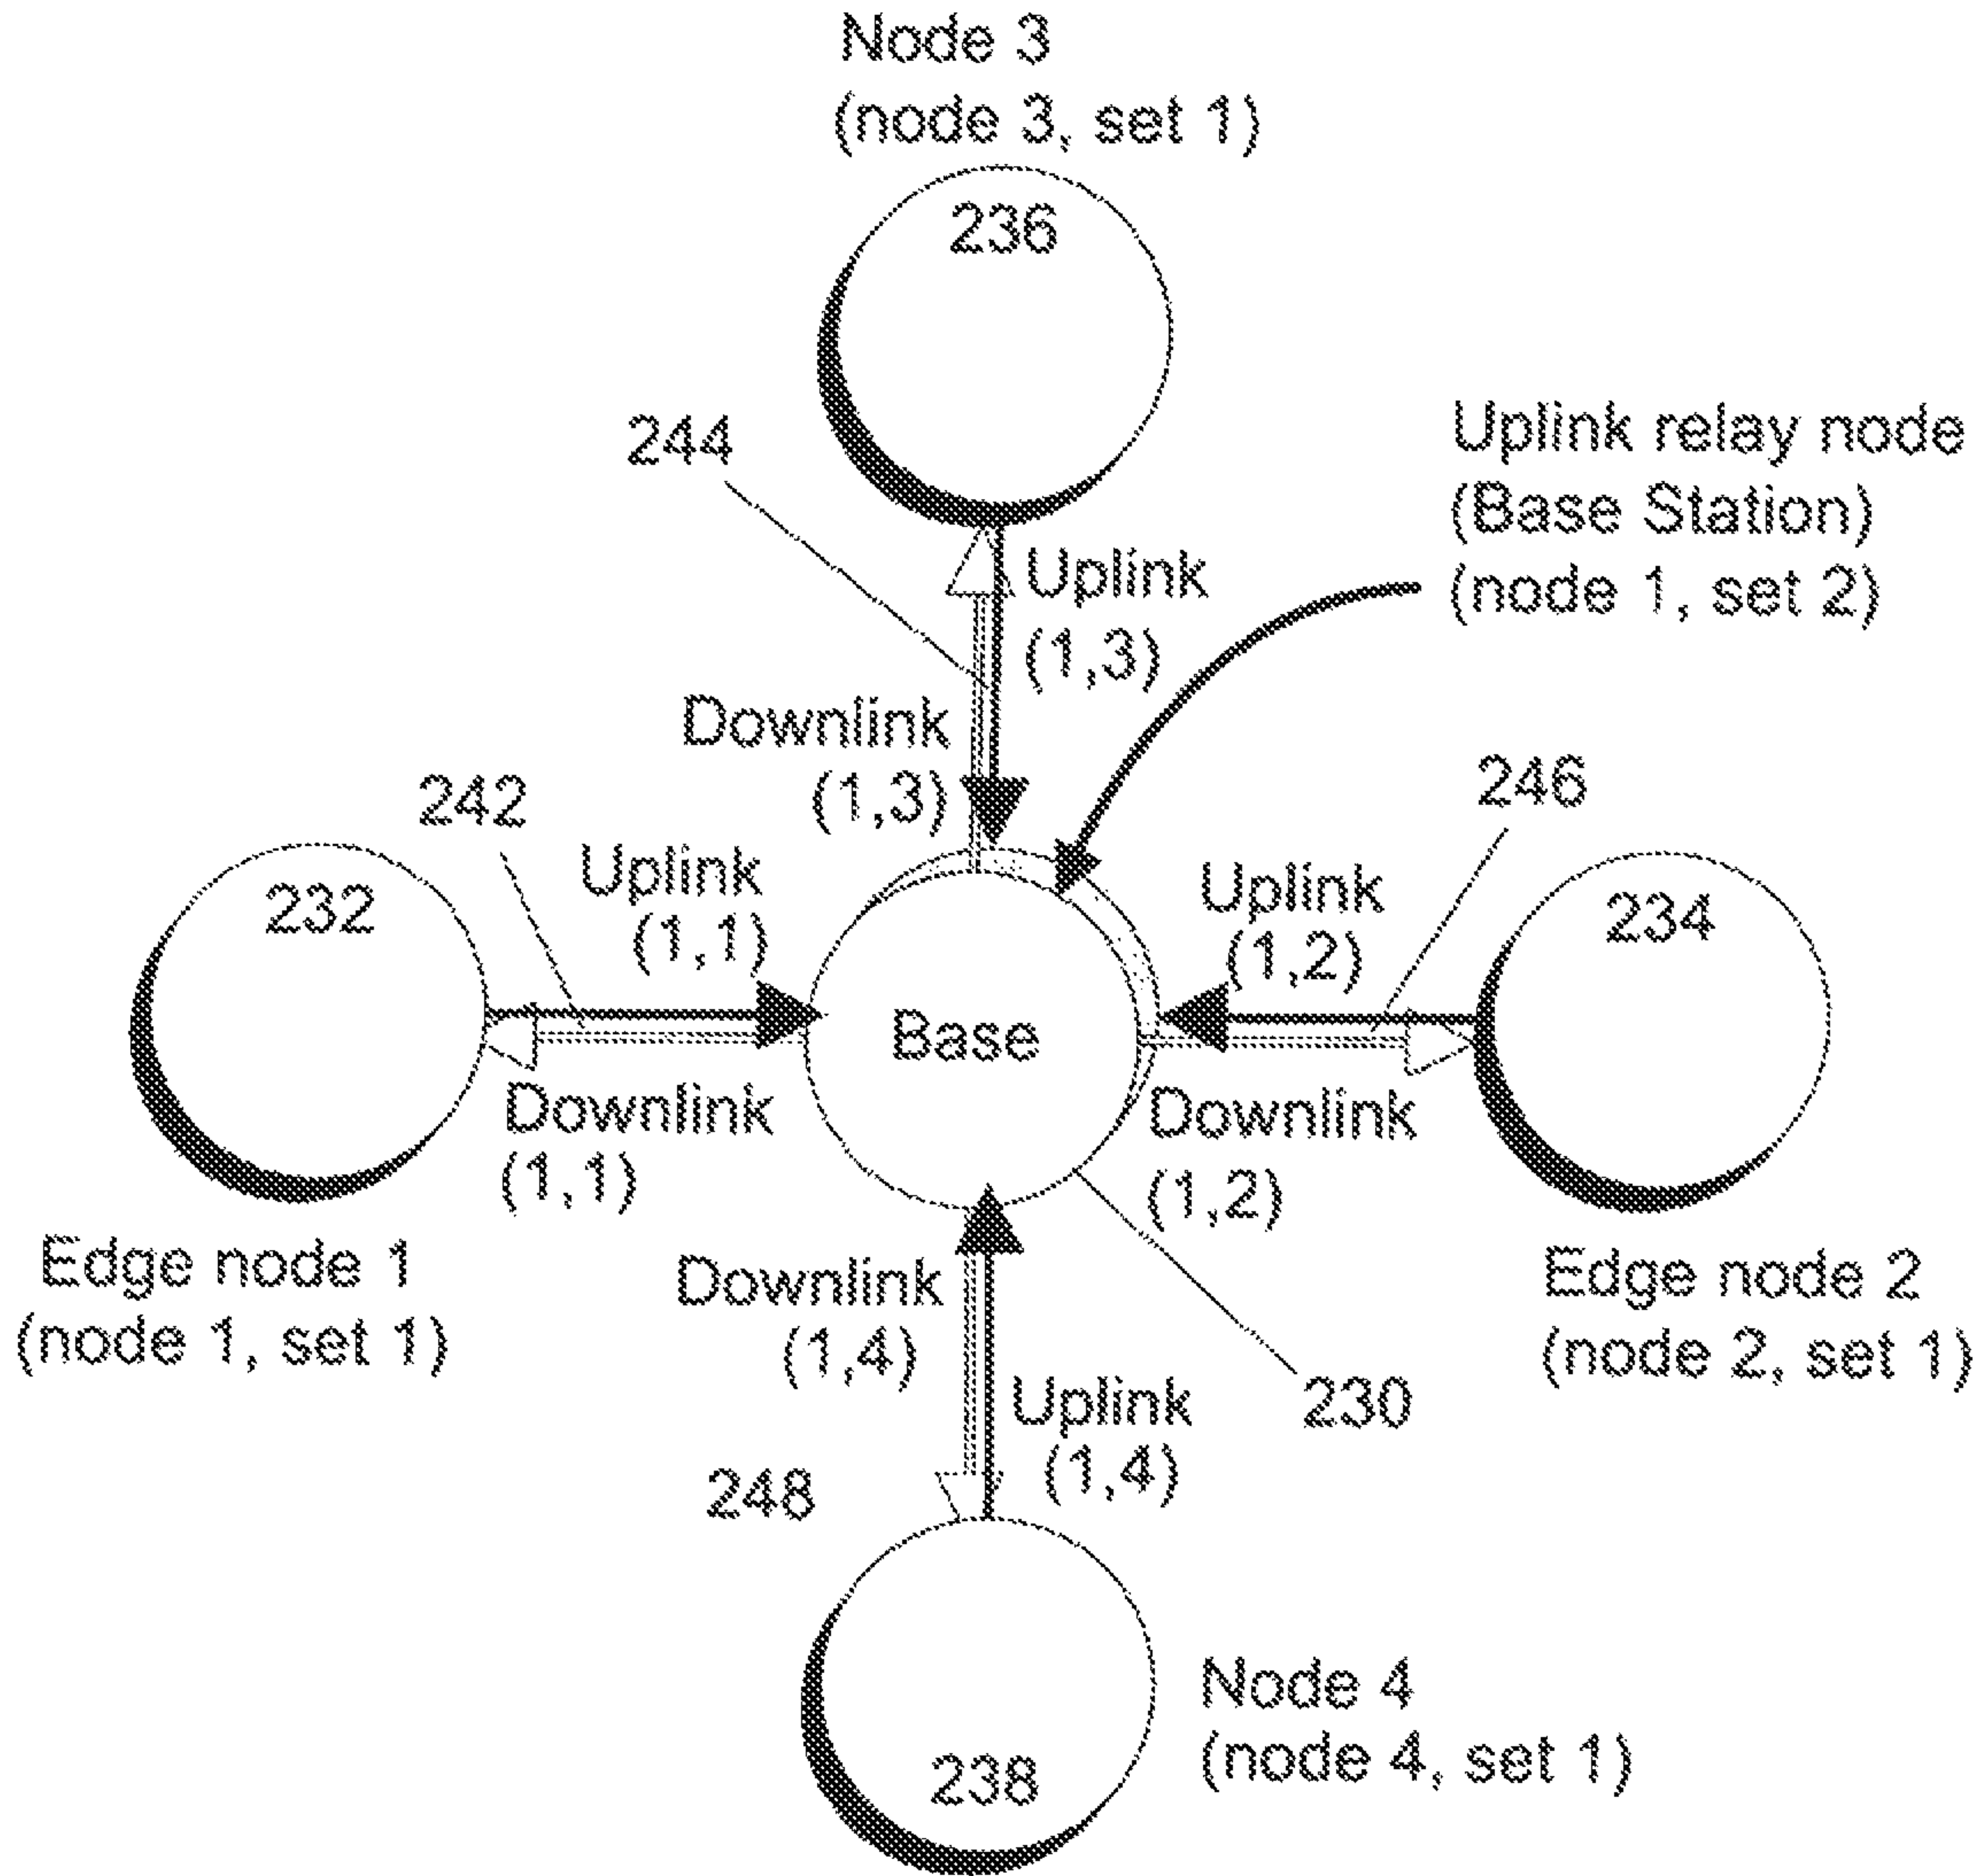 Node 3
(node 3, set 1)
236
244
Uplink relay node
(Base Station)
(node 1, set 2)
Uplink
(1,3)
Downlink
(1,3)
242
246
Uplink
(1,1)
Uplink
(1,2)
232
234
Base
Downlink
(1,1)
Downlink
(1,2)
Edge node 1
(node 1, set 1)
Edge node 2
(node 2, set 1)
Downlink
(1,4)
Uplink
(1,4)
230
248
Node 4
(node 4, set 1)
238